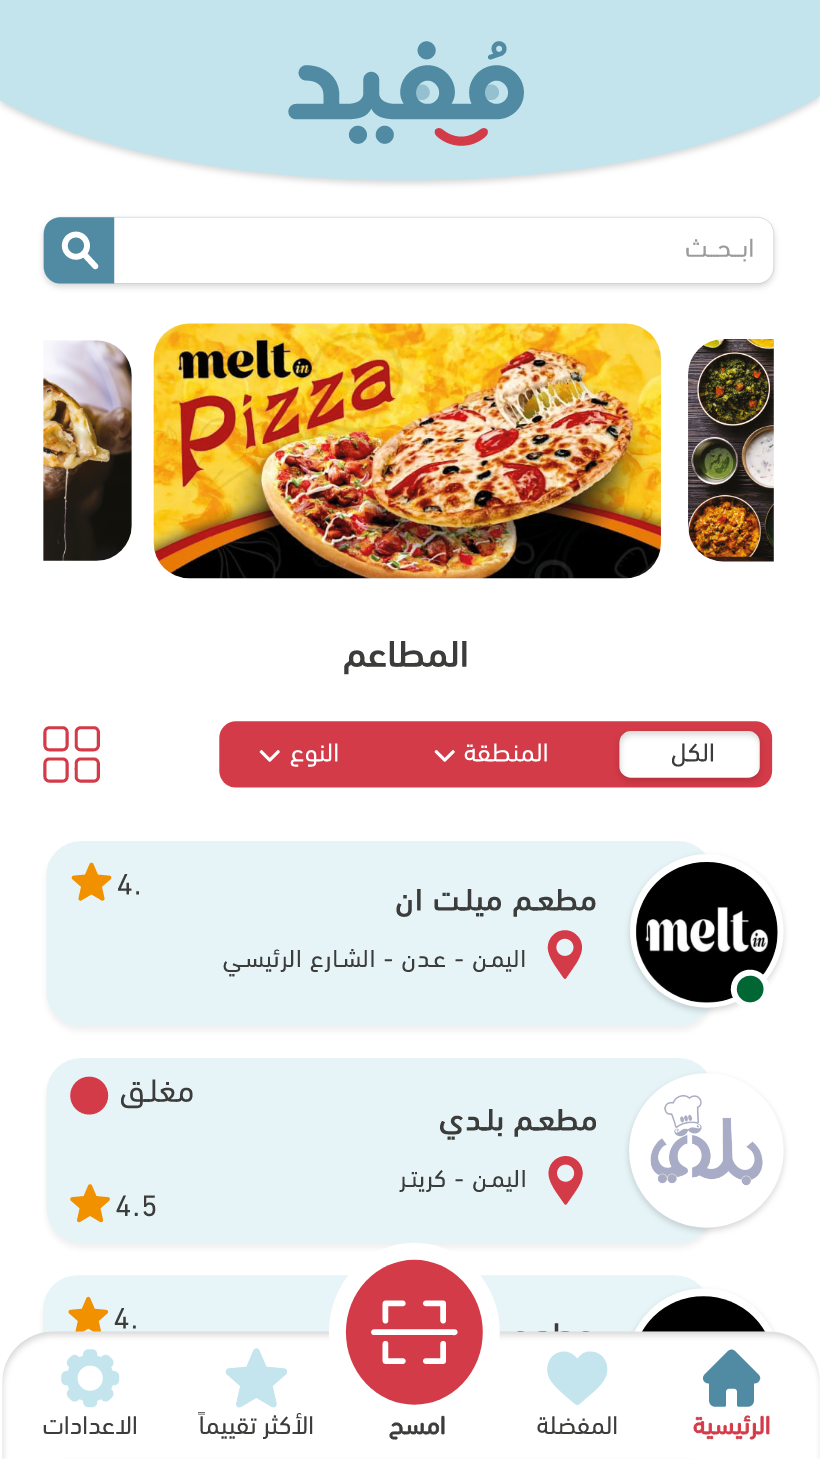 مُفيد
ابحث
melt in
Pizza
المطاعم
الكل
المنطقة
النوع
مطعم ميلت ان
4.
اليمن - عدن - الشارع الرئيسي
melt in
مغلق
مطعم بلدي
اليمن - كريتر
4.5
بلدي
4.
الرئيسية
المفضلة
امسح
الأكثر تقييماً
الاعدادات